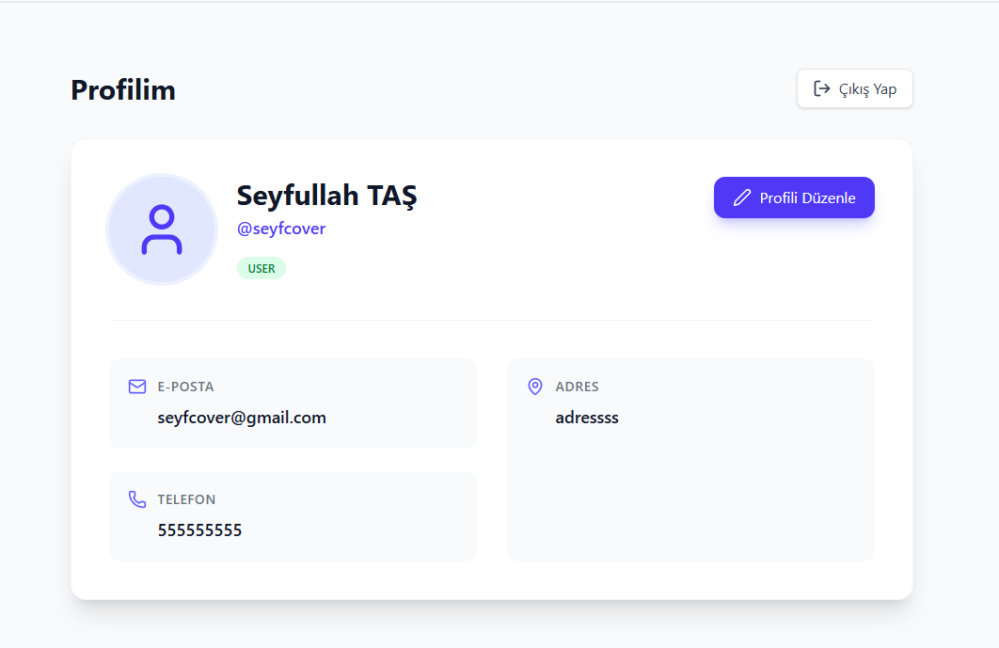 Profilim
Çıkış Yap
Seyfullah TAŞ
@seyfcover
USER
Profili Düzenle
E-POSTA
seyfcover@gmail.com
TELEFON
555555555
ADRES
adressss